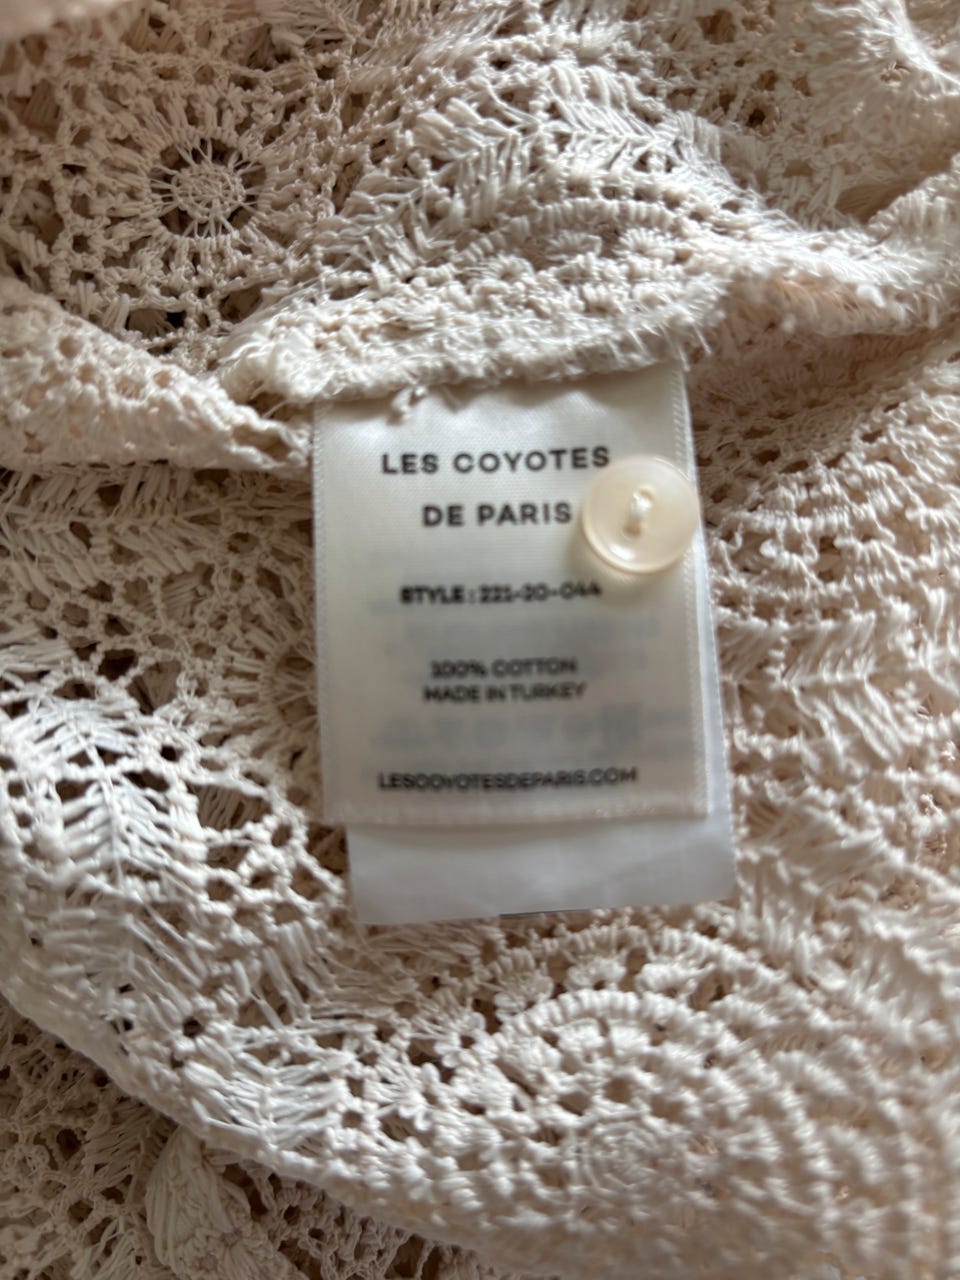 LES COYOTES
DE PARIS
STYLE : 221-20-044
100% COTTON
MADE IN TURKEY
LESCOYOTESDEPARIS.COM